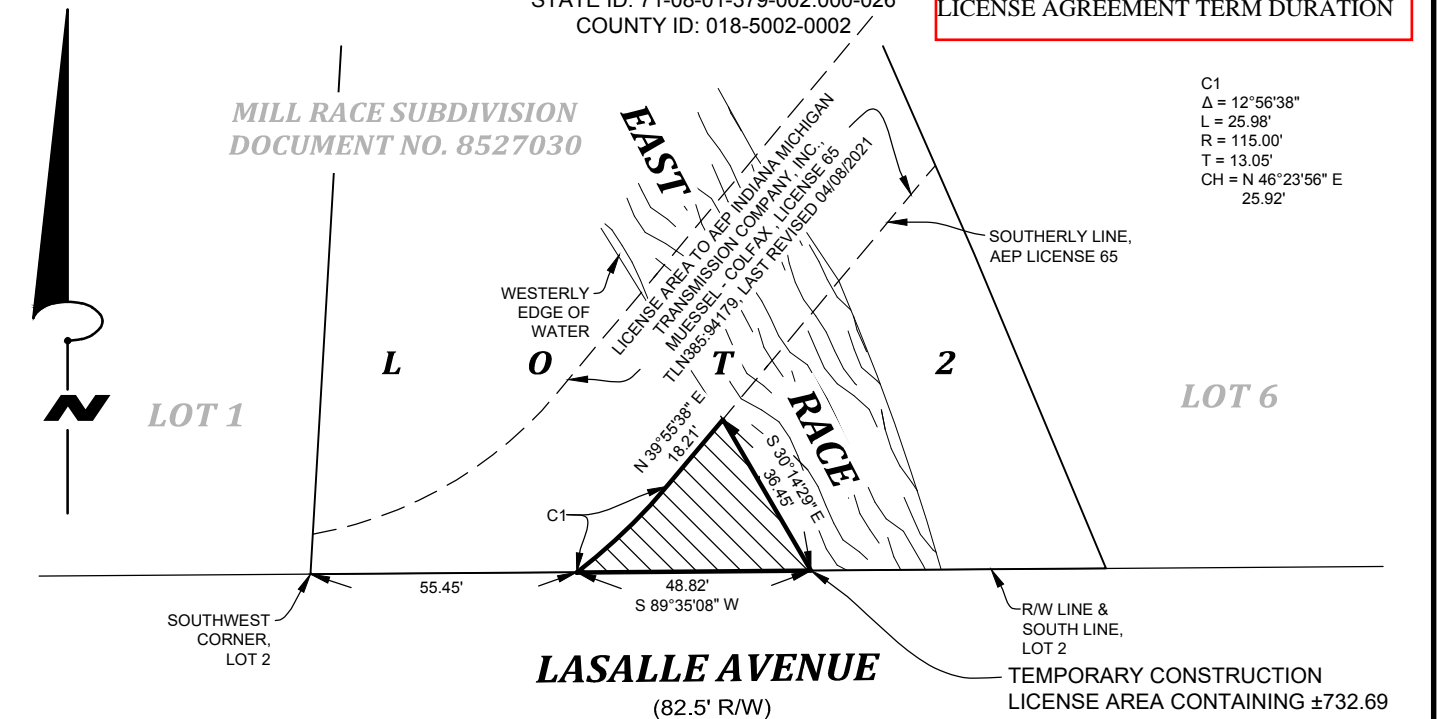 STATE ID: 71-08-01-379-002.000-026
COUNTY ID: 018-5002-0002
LICENSE AGREEMENT TERM DURATION
MILL RACE SUBDIVISION
DOCUMENT NO. 8527030
C1
Δ = 12°56'38"
L = 25.98'
R = 115.00'
T = 13.05'
CH = N 46°23'56" E
25.92'
EAST
LICENSE AREA TO AEP INDIANA MICHIGAN
TRANSMISSION COMPANY, INC.,
MUESSEL - COLFAX , LICENSE 65
TLN385:94179, LAST REVISED 04/08/2021
SOUTHERLY LINE,
AEP LICENSE 65
WESTERLY
EDGE OF
WATER
L O T 2
LOT 1
LOT 6
N
RACE
N 39°55'38" E
18.21'
S 30°14'29" E
36.45'
C1
55.45'
48.82'
S 89°35'08" W
SOUTHWEST
CORNER,
LOT 2
R/W LINE &
SOUTH LINE,
LOT 2
LASALLE AVENUE
(82.5' R/W)
TEMPORARY CONSTRUCTION
LICENSE AREA CONTAINING ±732.69